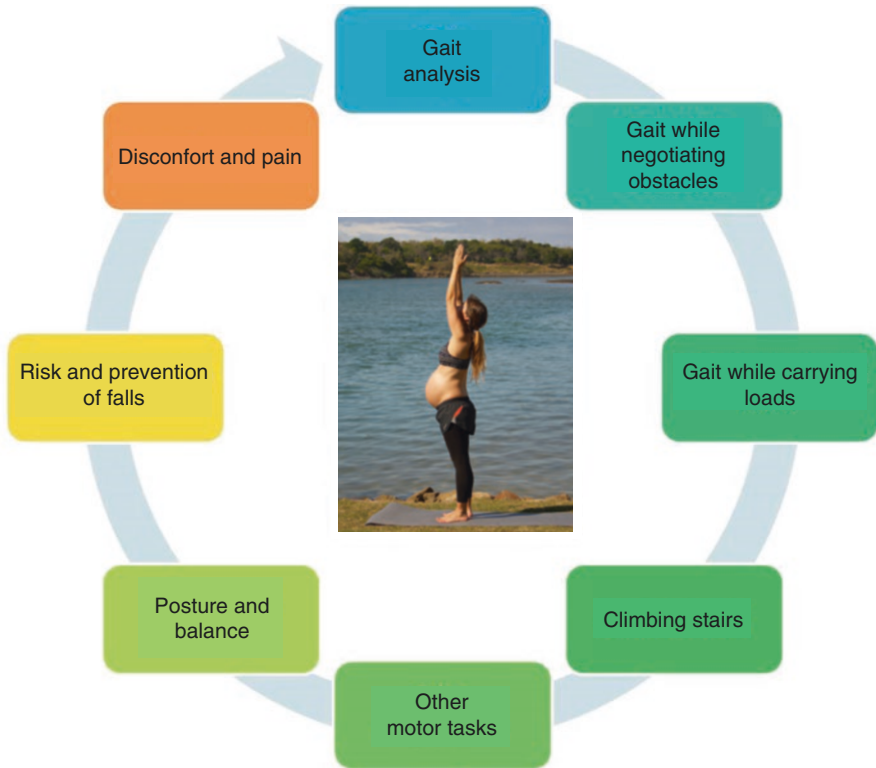 Gait
analysis
Gait while
negotiating
obstacles
Gait while carrying
loads
Climbing stairs
Other
motor tasks
Posture and
balance
Risk and prevention
of falls
Disconfort and pain